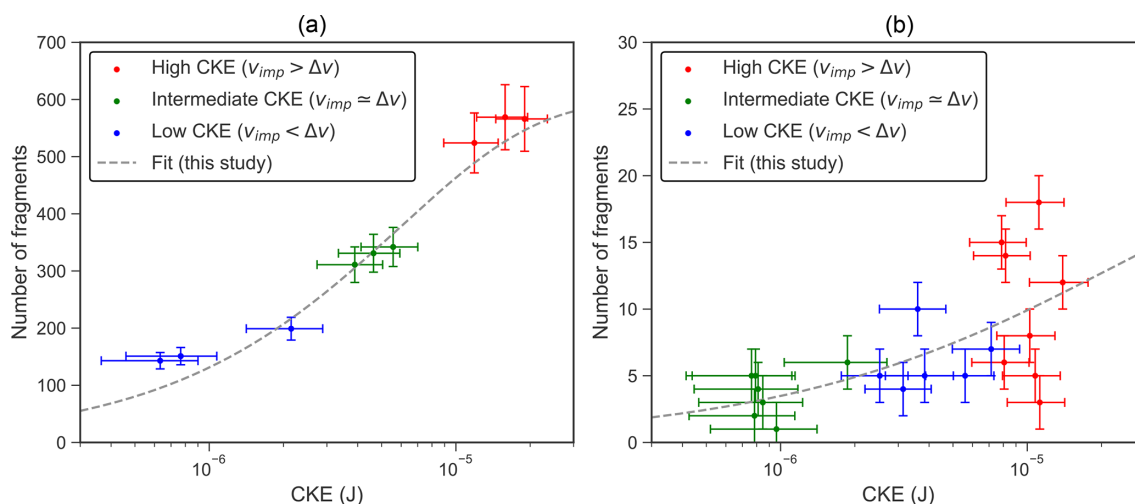 (a)
700
600
500
400
300
200
100
0
Number of fragments
High CKE (v_imp > Δv)
Intermediate CKE (v_imp ≃ Δv)
Low CKE (v_imp < Δv)
Fit (this study)
10⁻⁶
10⁻⁵
CKE (J)
(b)
30
25
20
15
10
5
0
Number of fragments
High CKE (v_imp > Δv)
Intermediate CKE (v_imp ≃ Δv)
Low CKE (v_imp < Δv)
Fit (this study)
10⁻⁶
10⁻⁵
CKE (J)